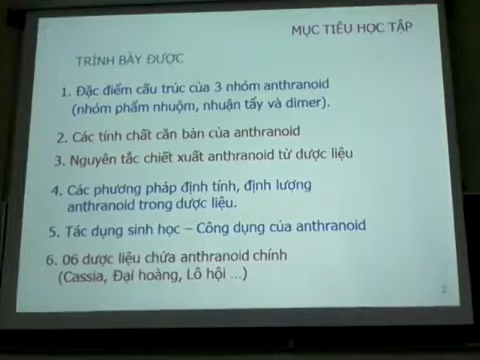 MỤC TIÊU HỌC TẬP
TRÌNH BÀY ĐƯỢC
1. Đặc điểm cấu trúc của 3 nhóm anthranoid
(nhóm phẩm nhuộm, nhuận tẩy và dimer).
2. Các tính chất căn bản của anthranoid
3. Nguyên tắc chiết xuất anthranoid từ dược liệu
4. Các phương pháp định tính, định lượng
anthranoid trong dược liệu.
5. Tác dụng sinh học – Công dụng của anthranoid
6. 06 dược liệu chứa anthranoid chính
(Cassia, Đại hoàng, Lô hội ...)
2